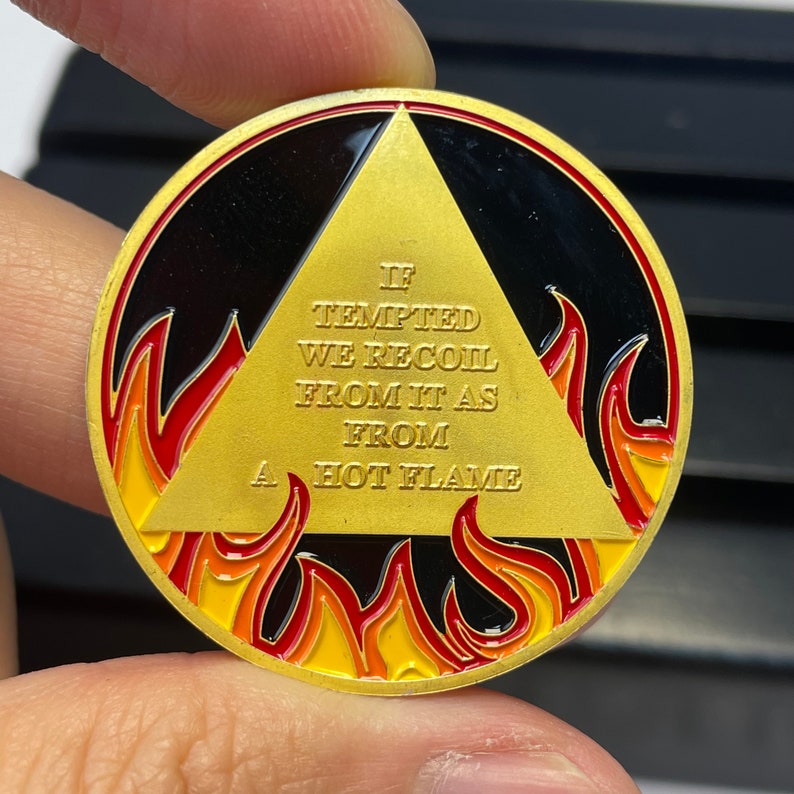 IF
TEMPTED
WE RECOIL
FROM IT AS
FROM
A HOT FLAME